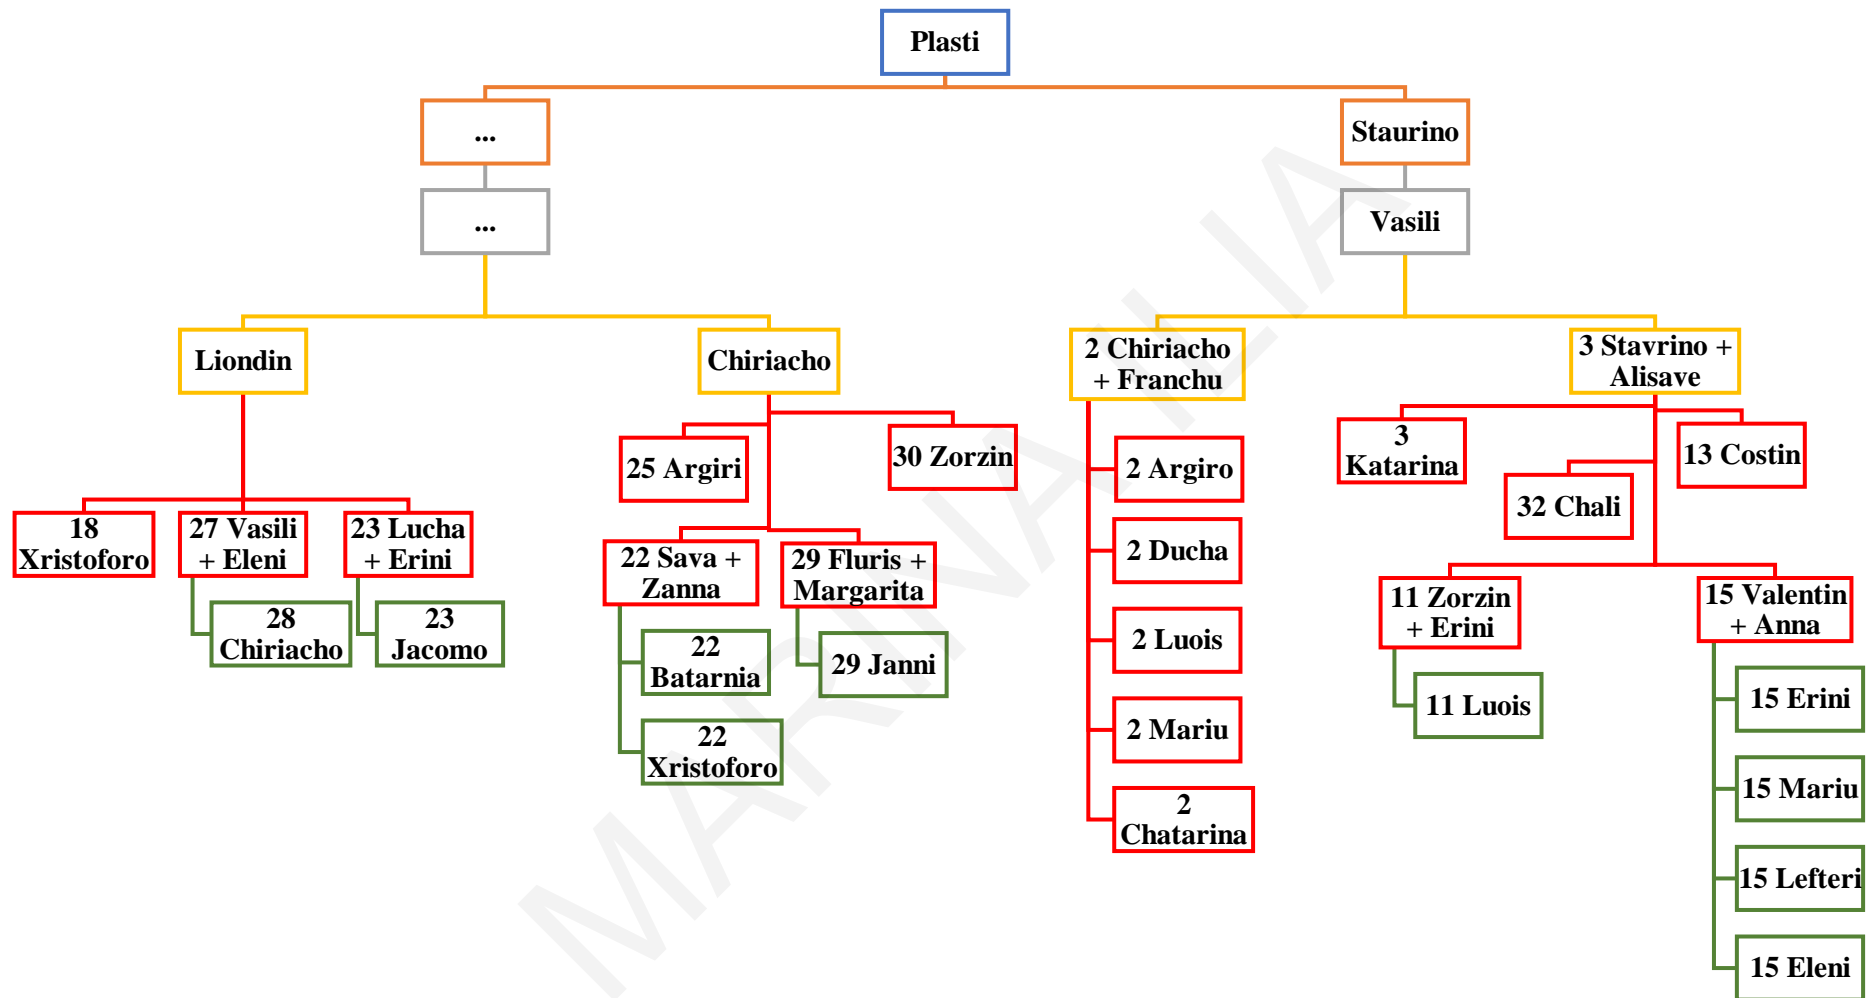 Plasti
...
Staurino
...
Vasili
Liondin
Chiriacho
2 Chiriacho
+ Franchu
3 Stavrino +
Alisave
25 Argiri
30 Zorzin
3
Katarina
32 Chali
13 Costin
18
Xristoforo
27 Vasili
+ Eleni
23 Lucha
+ Erini
28
Chiriacho
23
Jacomo
22 Sava +
Zanna
29 Fluris +
Margarita
22
Batarnia
29 Janni
22
Xristoforo
2 Argiro
2 Ducha
2 Luois
2 Mariu
2
Chatarina
11 Zorzin
+ Erini
15 Valentin
+ Anna
11 Luois
15 Erini
15 Mariu
15 Lefteri
15 Eleni
MARINA ILIA